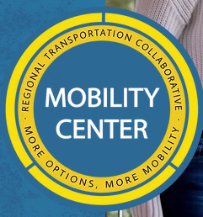 · REGIONAL TRANSPORTATION COLLABORATIVE ·
MOBILITY
CENTER
MORE OPTIONS, MORE MOBILITY